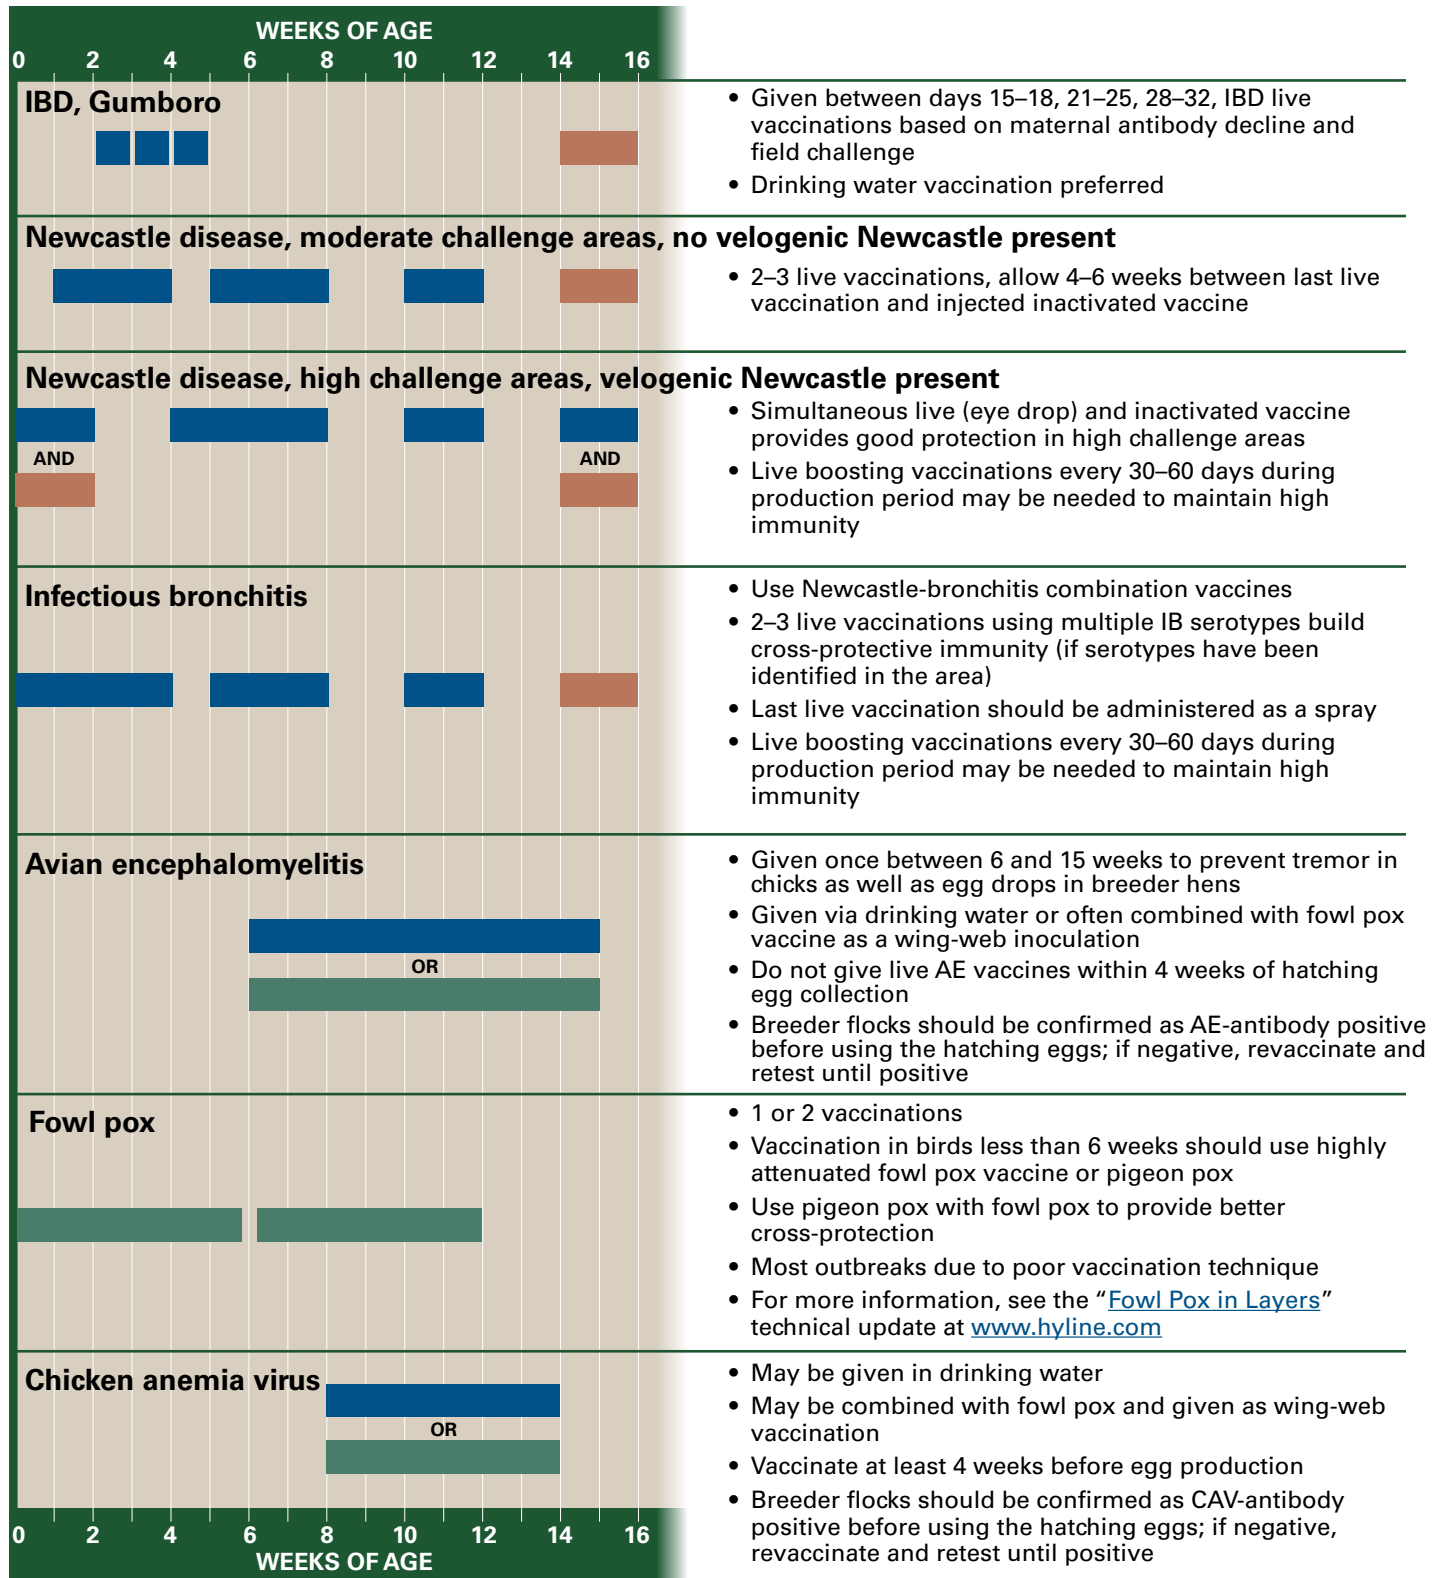 WEEKS OF AGE
0 2 4 6 8 10 12 14 16
IBD, Gumboro
• Given between days 15–18, 21–25, 28–32, IBD live
vaccinations based on maternal antibody decline and
field challenge
• Drinking water vaccination preferred
Newcastle disease, moderate challenge areas, no velogenic Newcastle present
• 2–3 live vaccinations, allow 4–6 weeks between last live
vaccination and injected inactivated vaccine
Newcastle disease, high challenge areas, velogenic Newcastle present
AND AND
• Simultaneous live (eye drop) and inactivated vaccine
provides good protection in high challenge areas
• Live boosting vaccinations every 30–60 days during
production period may be needed to maintain high
immunity
Infectious bronchitis
• Use Newcastle-bronchitis combination vaccines
• 2–3 live vaccinations using multiple IB serotypes build
cross-protective immunity (if serotypes have been
identified in the area)
• Last live vaccination should be administered as a spray
• Live boosting vaccinations every 30–60 days during
production period may be needed to maintain high
immunity
Avian encephalomyelitis
OR
• Given once between 6 and 15 weeks to prevent tremor in
chicks as well as egg drops in breeder hens
• Given via drinking water or often combined with fowl pox
vaccine as a wing-web inoculation
• Do not give live AE vaccines within 4 weeks of hatching
egg collection
• Breeder flocks should be confirmed as AE-antibody positive
before using the hatching eggs; if negative, revaccinate and
retest until positive
Fowl pox
• 1 or 2 vaccinations
• Vaccination in birds less than 6 weeks should use highly
attenuated fowl pox vaccine or pigeon pox
• Use pigeon pox with fowl pox to provide better
cross-protection
• Most outbreaks due to poor vaccination technique
• For more information, see the “Fowl Pox in Layers”
technical update at www.hyline.com
Chicken anemia virus
OR
• May be given in drinking water
• May be combined with fowl pox and given as wing-web
vaccination
• Vaccinate at least 4 weeks before egg production
• Breeder flocks should be confirmed as CAV-antibody
positive before using the hatching eggs; if negative,
revaccinate and retest until positive
0 2 4 6 8 10 12 14 16
WEEKS OF AGE